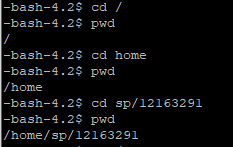 -bash-4.2$ cd /
-bash-4.2$ pwd
/
-bash-4.2$ cd home
-bash-4.2$ pwd
/home
-bash-4.2$ cd sp/12163291
-bash-4.2$ pwd
/home/sp/12163291